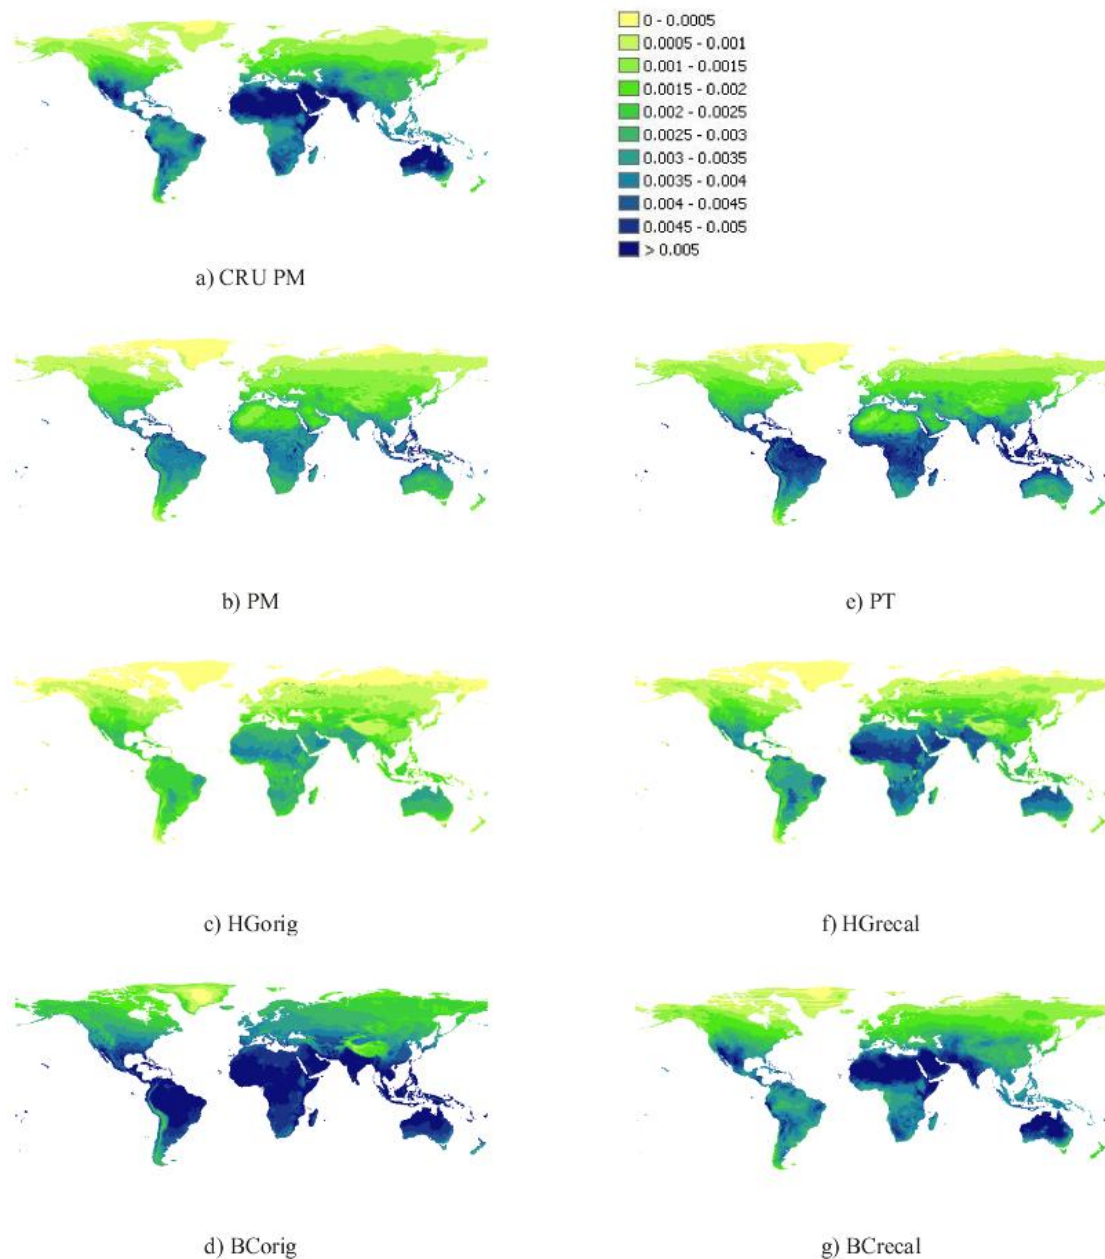 0 - 0.0005
0.0005 - 0.001
0.001 - 0.0015
0.0015 - 0.002
0.002 - 0.0025
0.0025 - 0.003
0.003 - 0.0035
0.0035 - 0.004
0.004 - 0.0045
0.0045 - 0.005
> 0.005
a) CRU PM
b) PM
e) PT
c) HGorig
f) HGrecal
d) BCorig
g) BCrecal